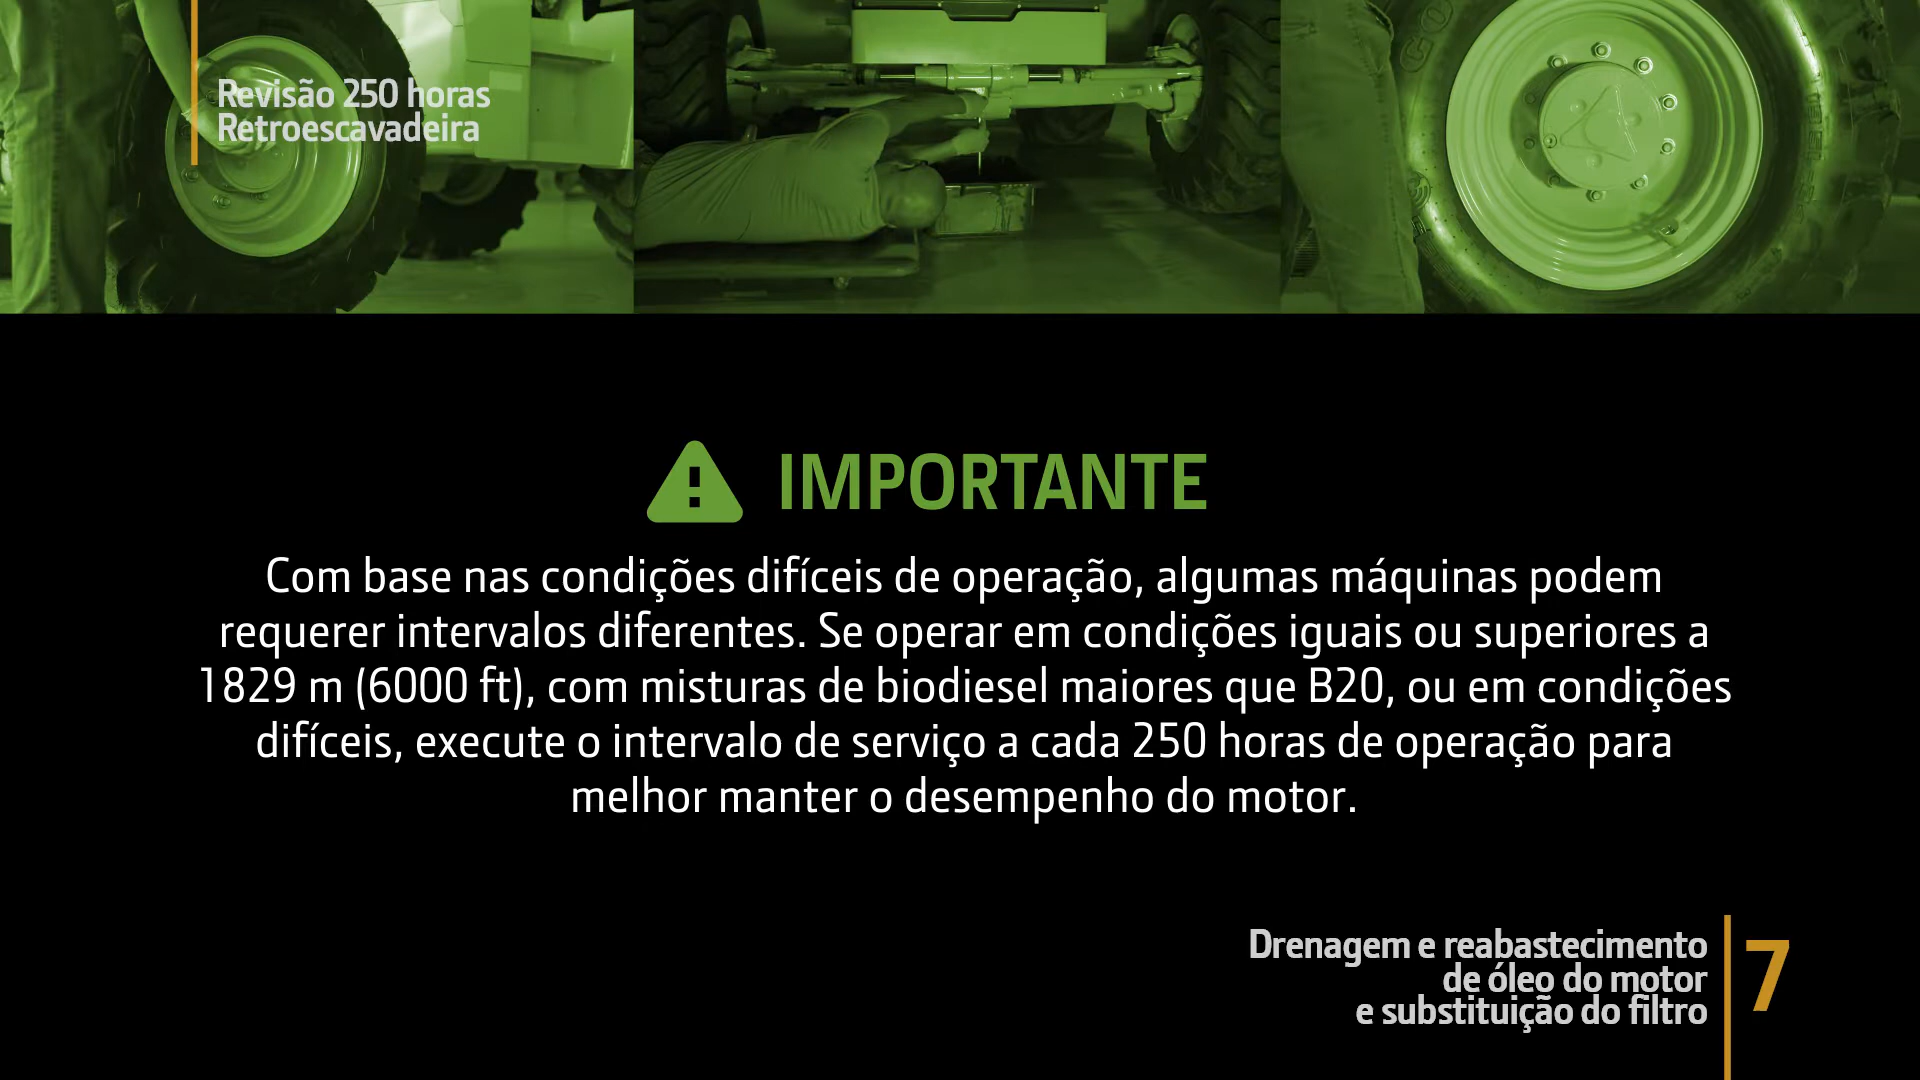 Revisão 250 horas
Retroescavadeira
IMPORTANTE
Com base nas condições difíceis de operação, algumas máquinas podem
requerer intervalos diferentes. Se operar em condições iguais ou superiores a
1829 m (6000 ft), com misturas de biodiesel maiores que B20, ou em condições
difíceis, execute o intervalo de serviço a cada 250 horas de operação para
melhor manter o desempenho do motor.
Drenagem e reabastecimento
de óleo do motor
e substituição do filtro
7